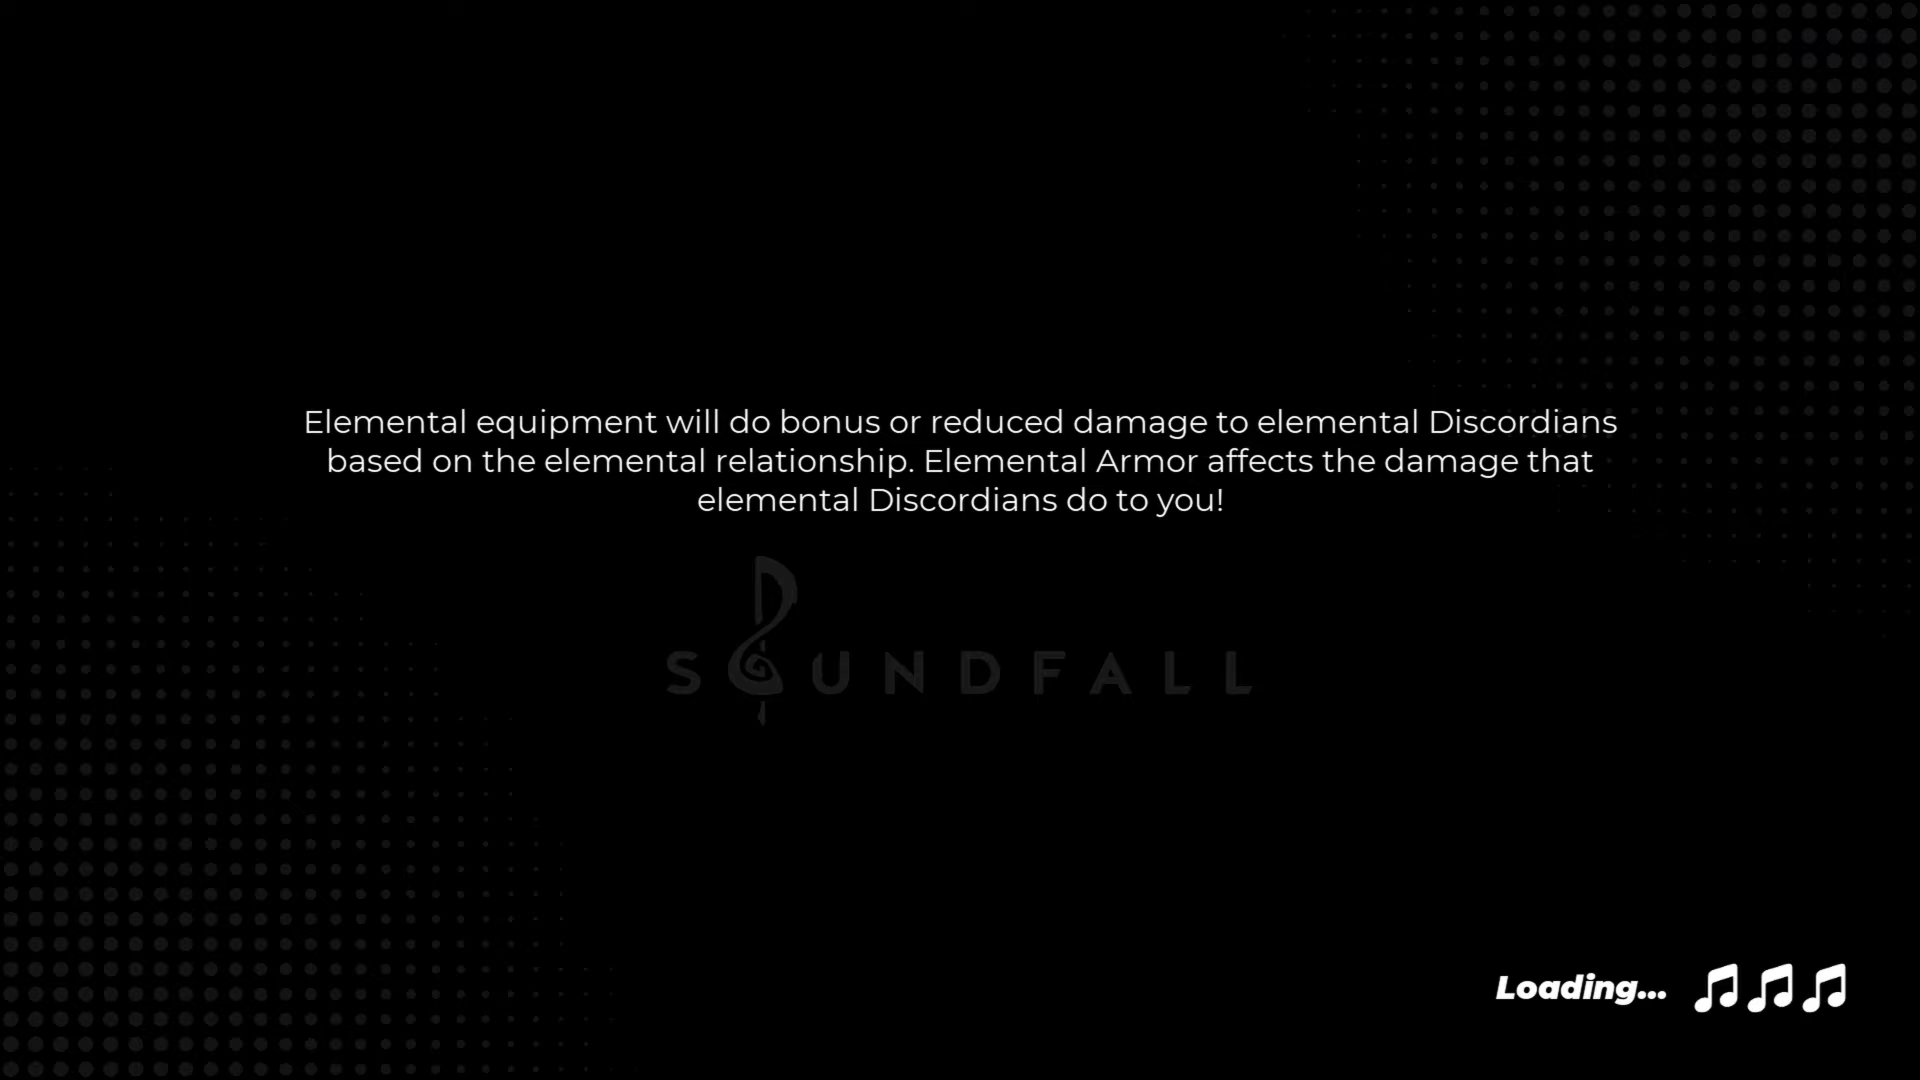 Elemental equipment will do bonus or reduced damage to elemental Discordians
based on the elemental relationship. Elemental Armor affects the damage that
elemental Discordians do to you!
SOUNDFALL
Loading...